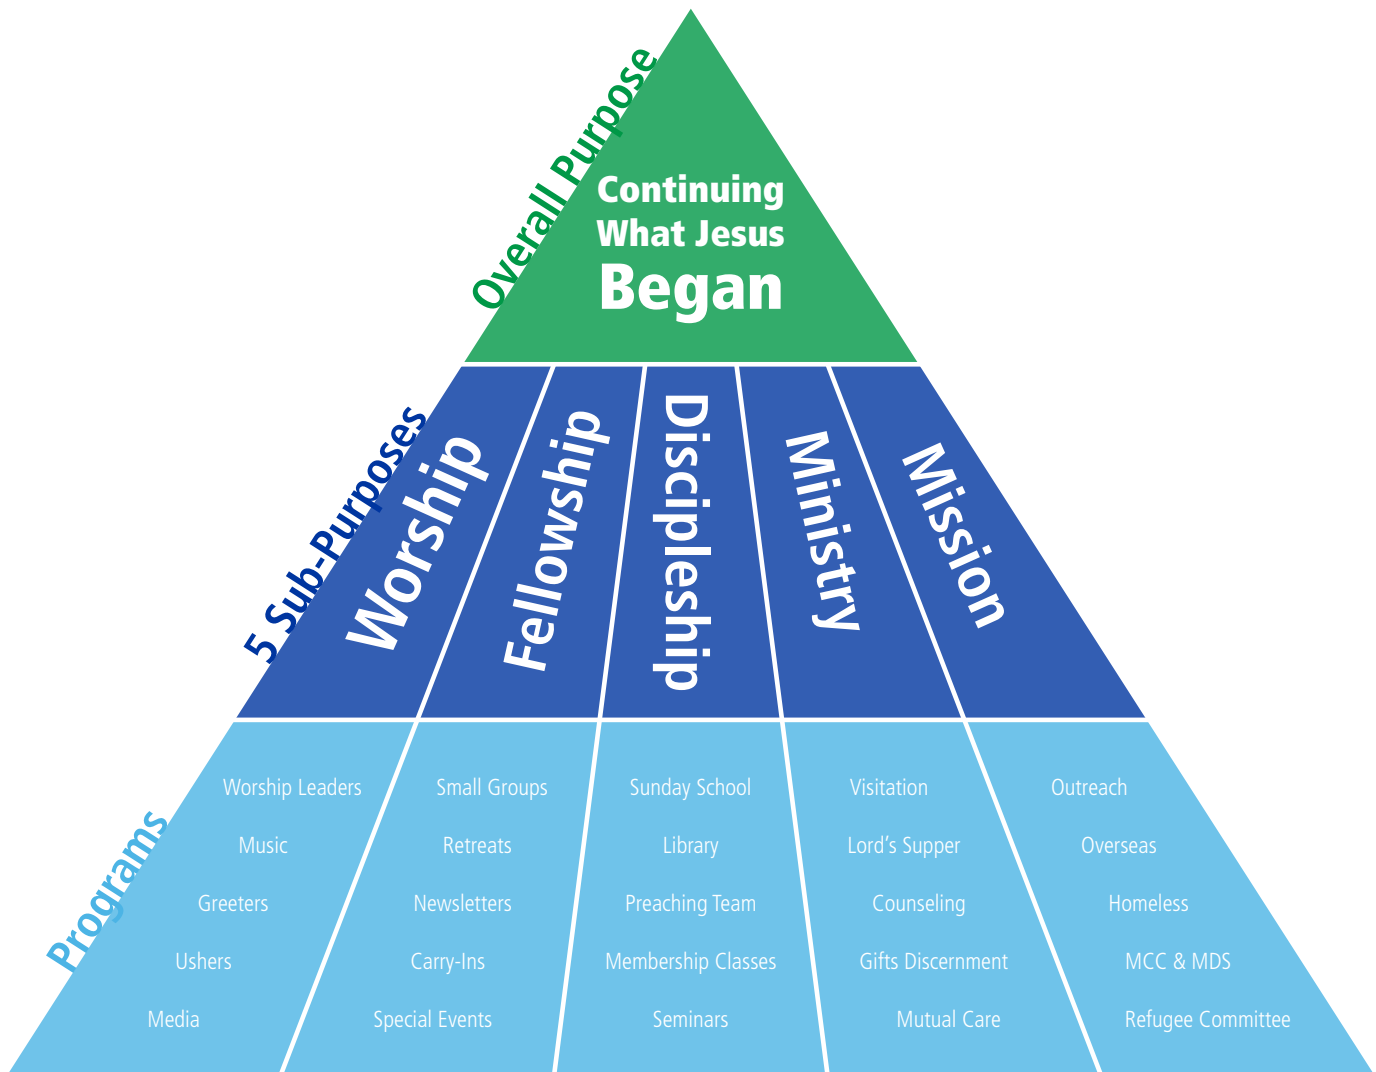 Overall Purpose
Continuing
What Jesus
Began
5 Sub-Purposes
Worship
Fellowship
Discipleship
Ministry
Mission
Programs
Worship Leaders
Music
Greeters
Ushers
Media
Small Groups
Retreats
Newsletters
Carry-Ins
Special Events
Sunday School
Library
Preaching Team
Membership Classes
Seminars
Visitation
Lord's Supper
Counseling
Gifts Discernment
Mutual Care
Outreach
Overseas
Homeless
MCC & MDS
Refugee Committee